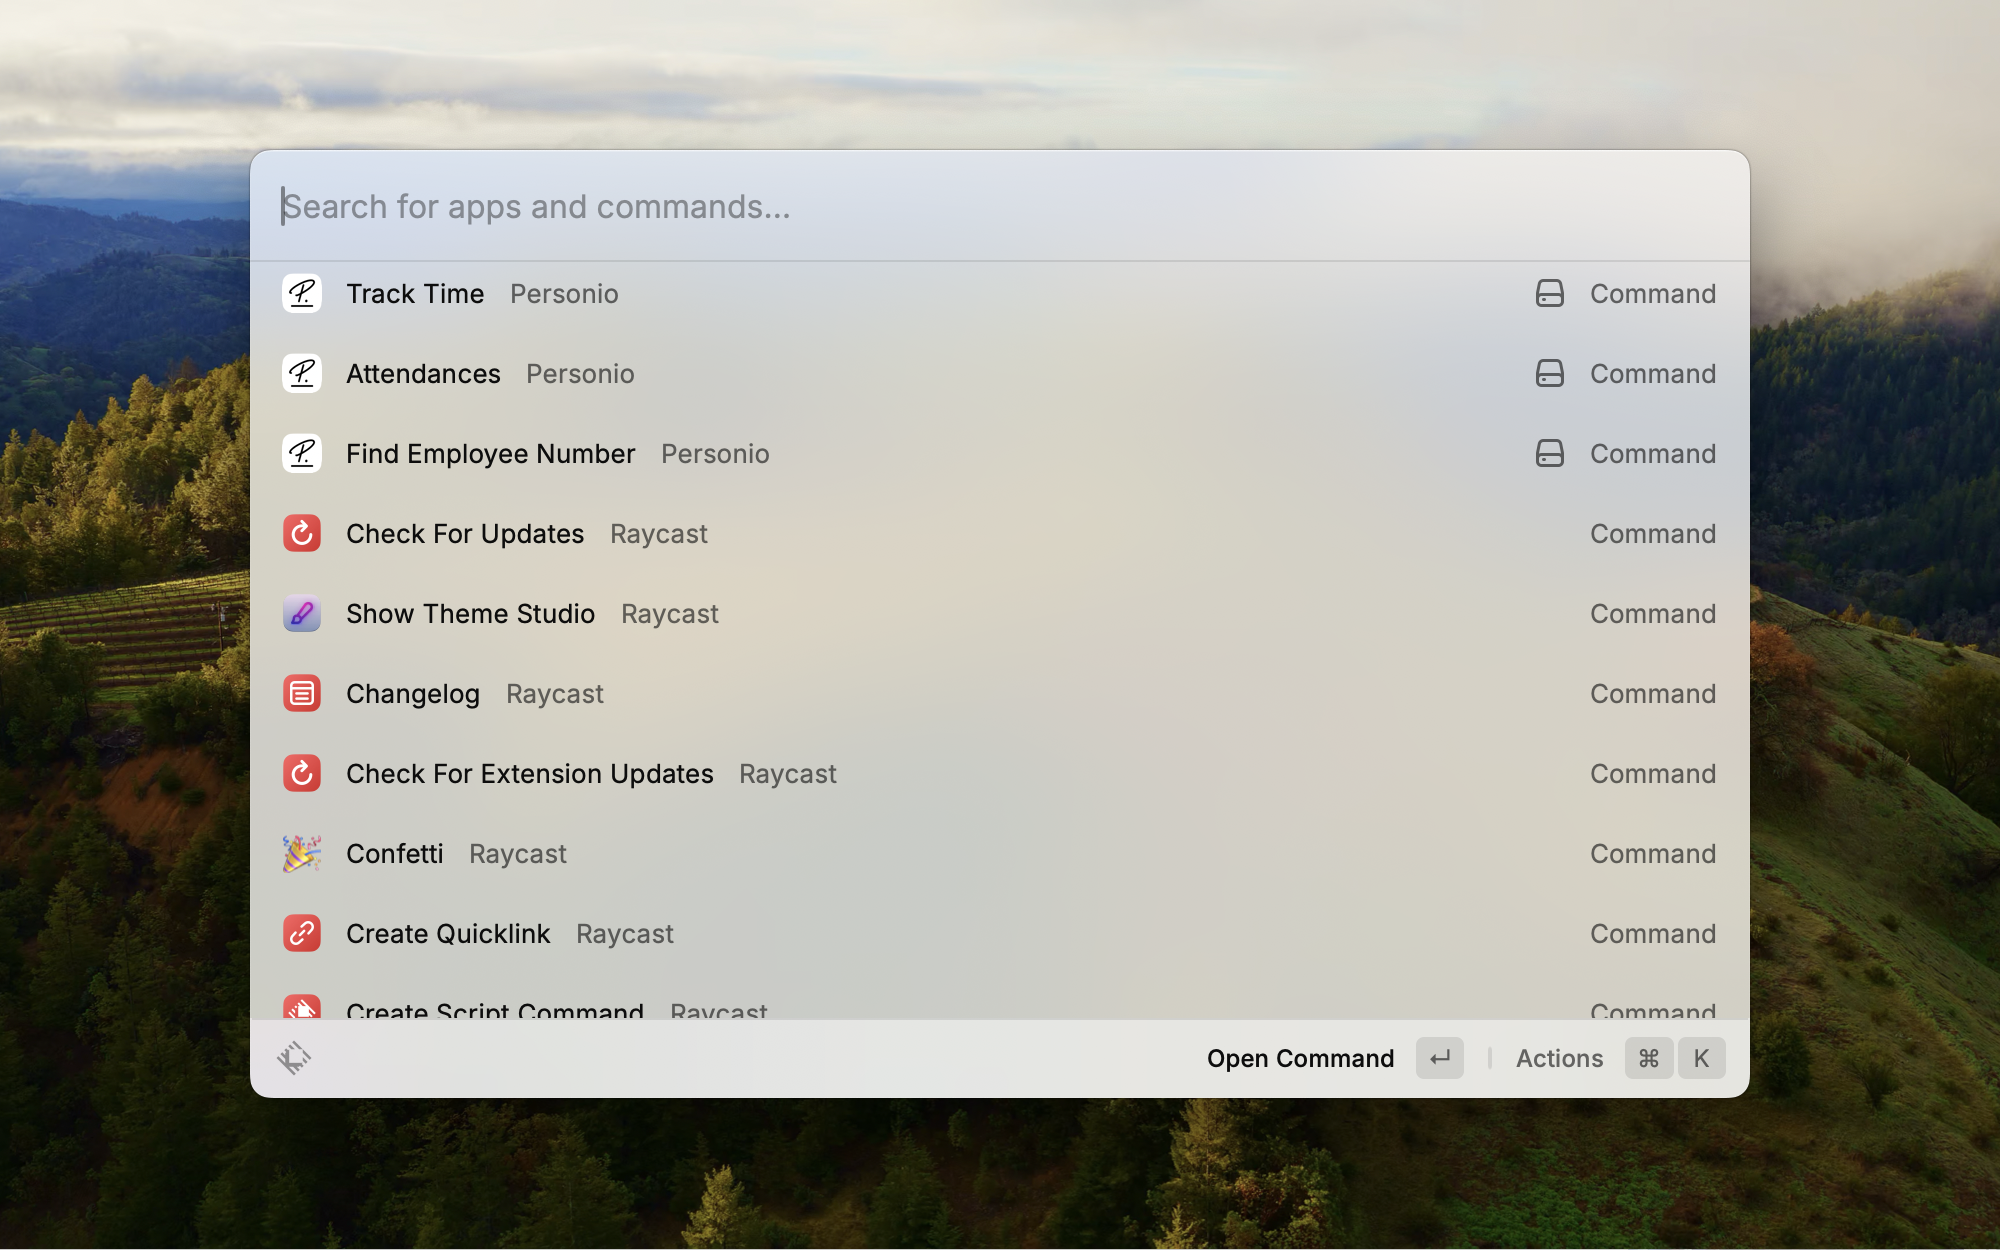 Search for apps and commands...
Track Time Personio Command
Attendances Personio Command
Find Employee Number Personio Command
Check For Updates Raycast Command
Show Theme Studio Raycast Command
Changelog Raycast Command
Check For Extension Updates Raycast Command
Confetti Raycast Command
Create Quicklink Raycast Command
Create Script Command Raycast Command
Open Command ↵ Actions ⌘ K